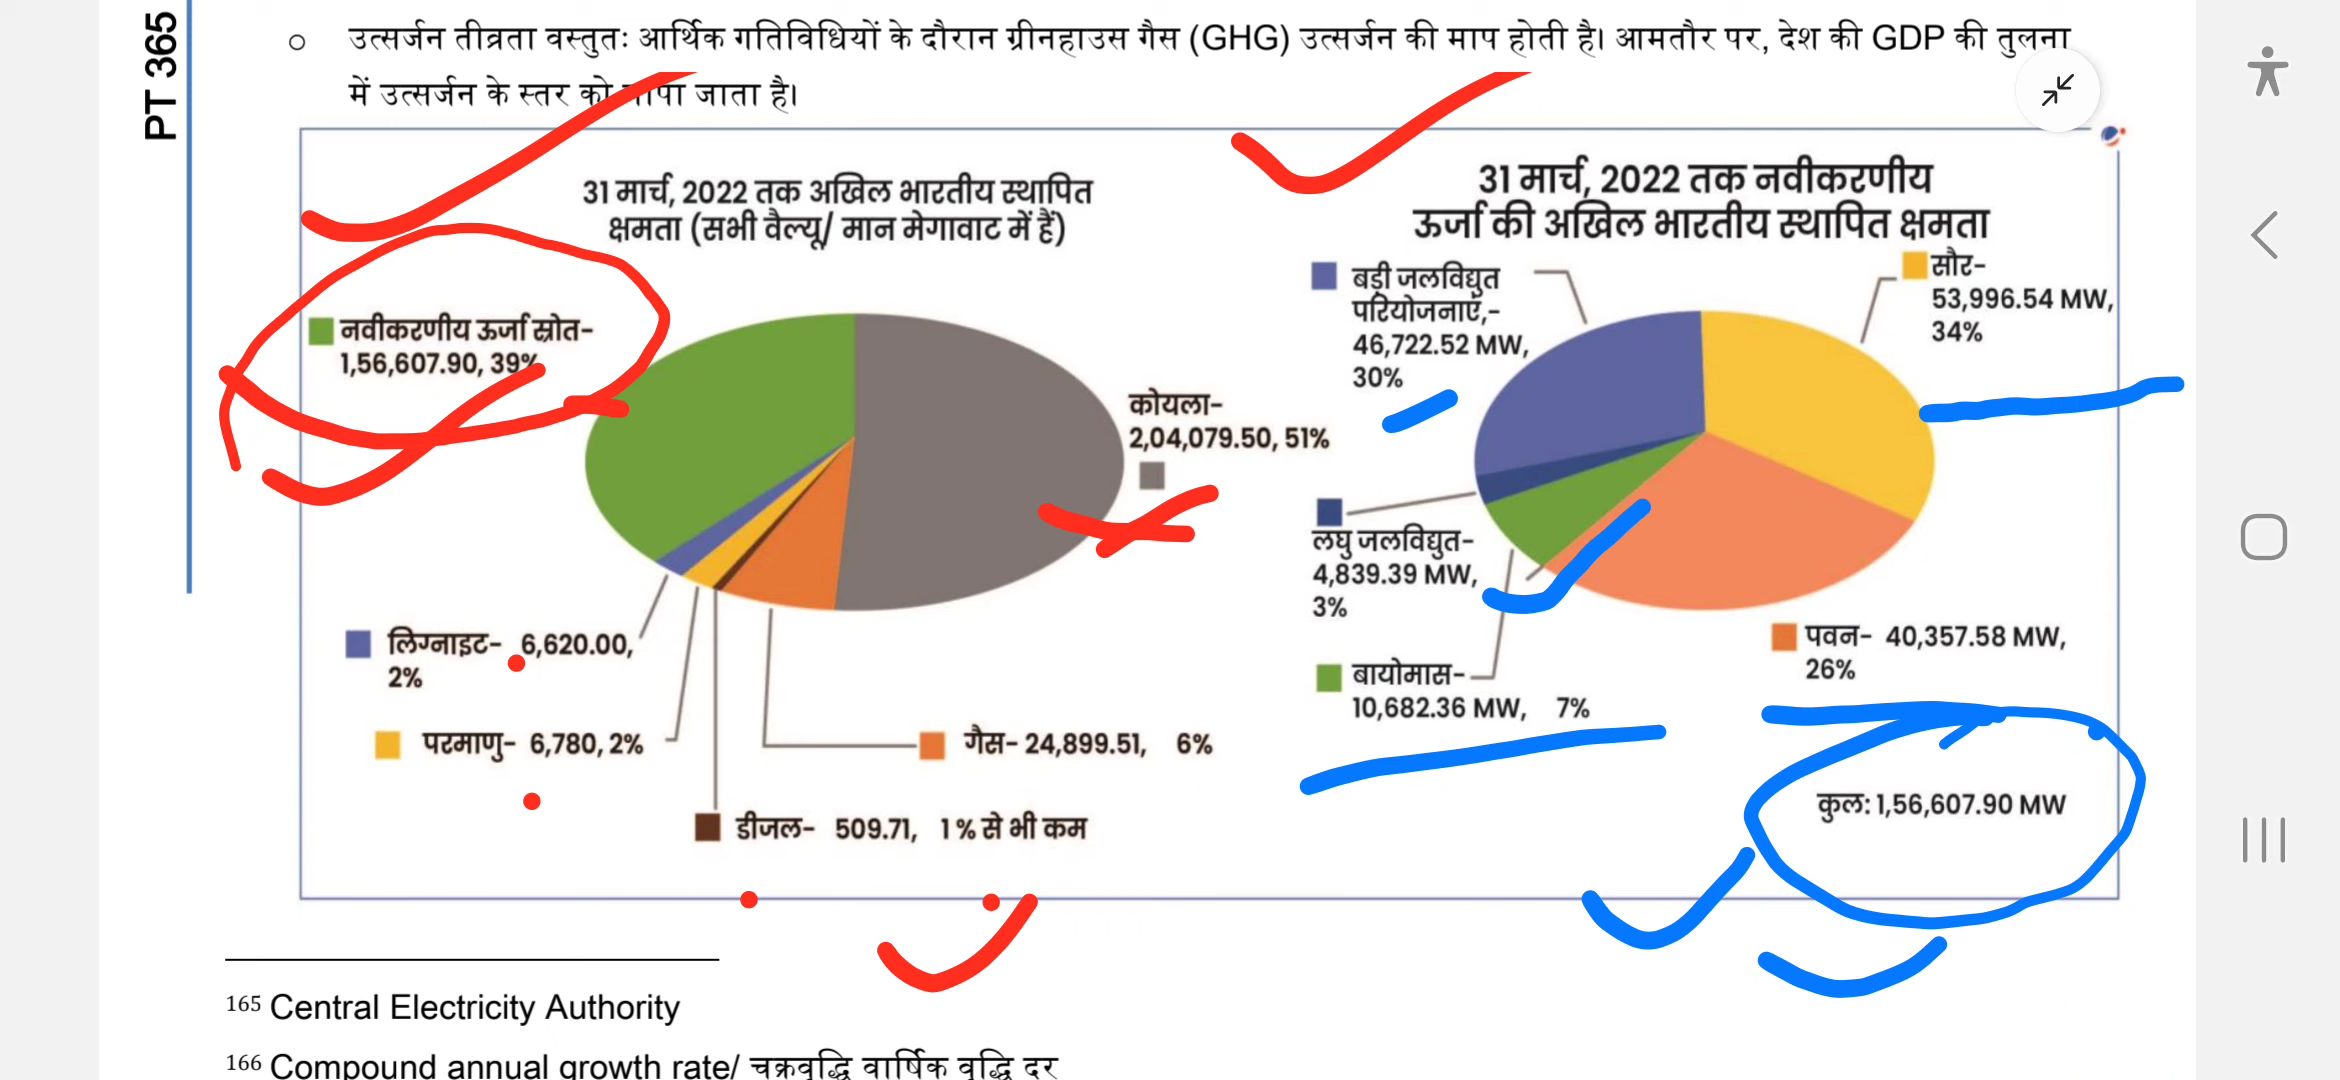 PT 365
○ उत्सर्जन तीव्रता वस्तुतः आर्थिक गतिविधियों के दौरान ग्रीनहाउस गैस (GHG) उत्सर्जन की माप होती है। आमतौर पर, देश की GDP की तुलना
में उत्सर्जन के स्तर को मापा जाता है।
31 मार्च, 2022 तक अखिल भारतीय स्थापित
क्षमता (सभी वैल्यू/ मान मेगावाट में हैं)
नवीकरणीय ऊर्जा स्रोत-
1,56,607.90, 39%
कोयला-
2,04,079.50, 51%
लिग्नाइट- 6,620.00,
2%
परमाणु- 6,780, 2%
गैस- 24,899.51, 6%
डीजल- 509.71, 1% से भी कम
31 मार्च, 2022 तक नवीकरणीय
ऊर्जा की अखिल भारतीय स्थापित क्षमता
बड़ी जलविद्युत
परियोजनाएं,-
46,722.52 MW,
30%
सौर-
53,996.54 MW,
34%
लघु जलविद्युत-
4,839.39 MW,
3%
बायोमास-
10,682.36 MW, 7%
पवन- 40,357.58 MW,
26%
कुल: 1,56,607.90 MW
165 Central Electricity Authority
166 Compound annual growth rate/ चक्रवृद्धि वार्षिक वृद्धि दर